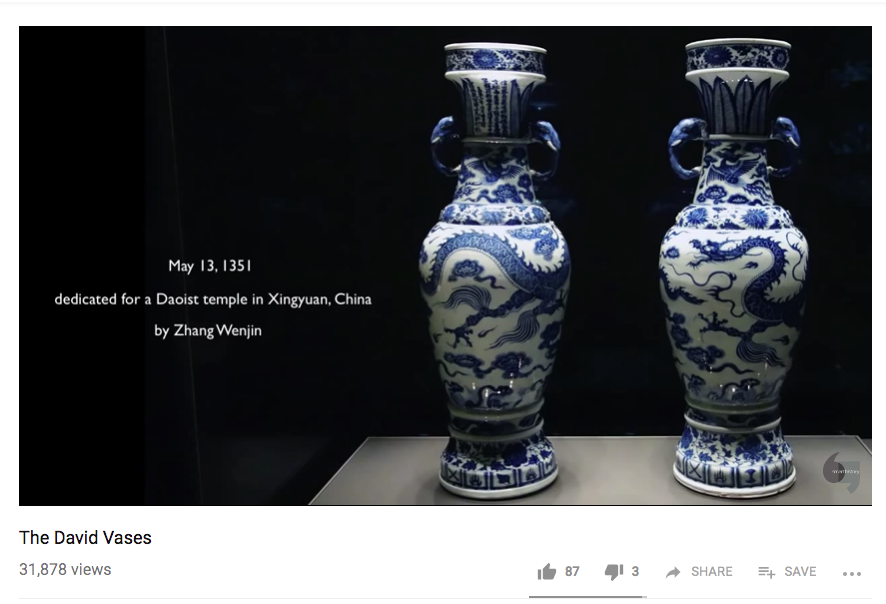 May 13, 1351
dedicated for a Daoist temple in Xingyuan, China
by Zhang Wenjin
The David Vases
31,878 views
87
3
SHARE
SAVE